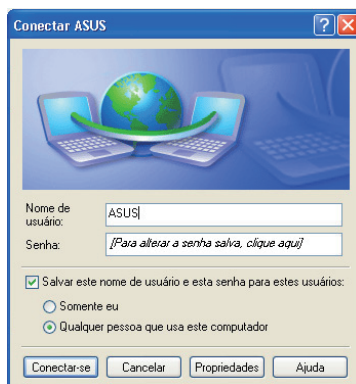 Conectar ASUS
Nome de
usuário:
ASUS
Senha:
[Para alterar a senha salva, clique aqui]
Salvar este nome de usuário e esta senha para estes usuários:
Somente eu
Qualquer pessoa que usa este computador
Conectar-se
Cancelar
Propriedades
Ajuda